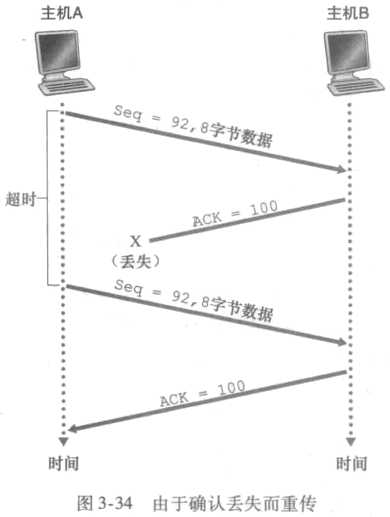 主机A
主机B
Seq = 92,8字节数据
超时
ACK = 100
X
(丢失)
Seq = 92,8字节数据
ACK = 100
时间
时间
图 3-34 由于确认丢失而重传